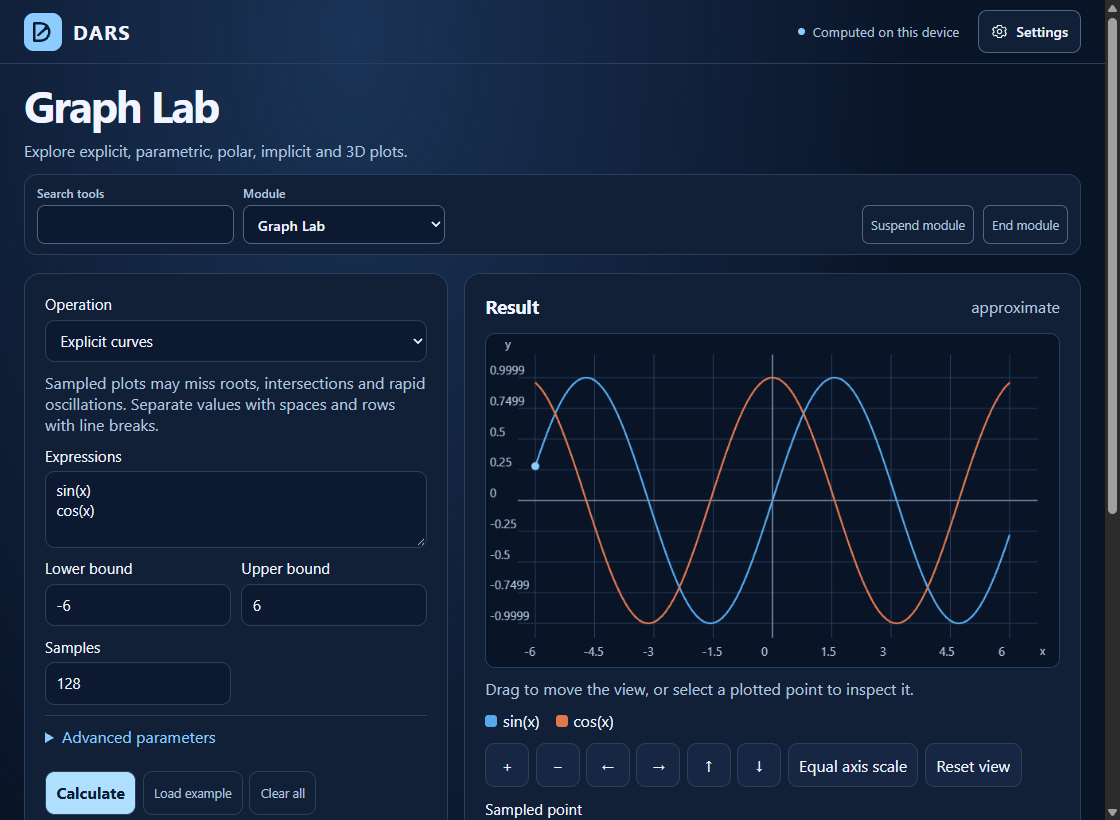 DARS
Computed on this device
Settings
Graph Lab
Explore explicit, parametric, polar, implicit and 3D plots.
Search tools
Module
Graph Lab
Suspend module
End module
Operation
Explicit curves
Sampled plots may miss roots, intersections and rapid
oscillations. Separate values with spaces and rows
with line breaks.
Expressions
sin(x)
cos(x)
Lower bound
Upper bound
-6
6
Samples
128
Advanced parameters
Calculate
Load example
Clear all
Result
approximate
y
0.9999
0.7499
0.5
0.25
0
-0.25
-0.5
-0.7499
-0.9999
-6 -4.5 -3 -1.5 0 1.5 3 4.5 6 x
Drag to move the view, or select a plotted point to inspect it.
sin(x) cos(x)
+ − ← → ↑ ↓ Equal axis scale Reset view
Sampled point